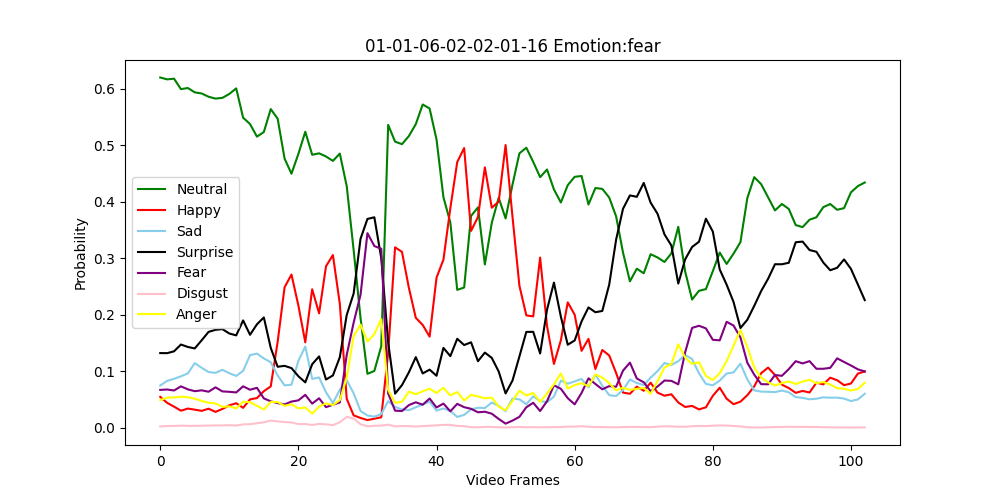 01-01-06-02-02-01-16 Emotion:fear
Probability
0.6
0.5
0.4
0.3
0.2
0.1
0.0
Neutral
Happy
Sad
Surprise
Fear
Disgust
Anger
0 20 40 60 80 100
Video Frames